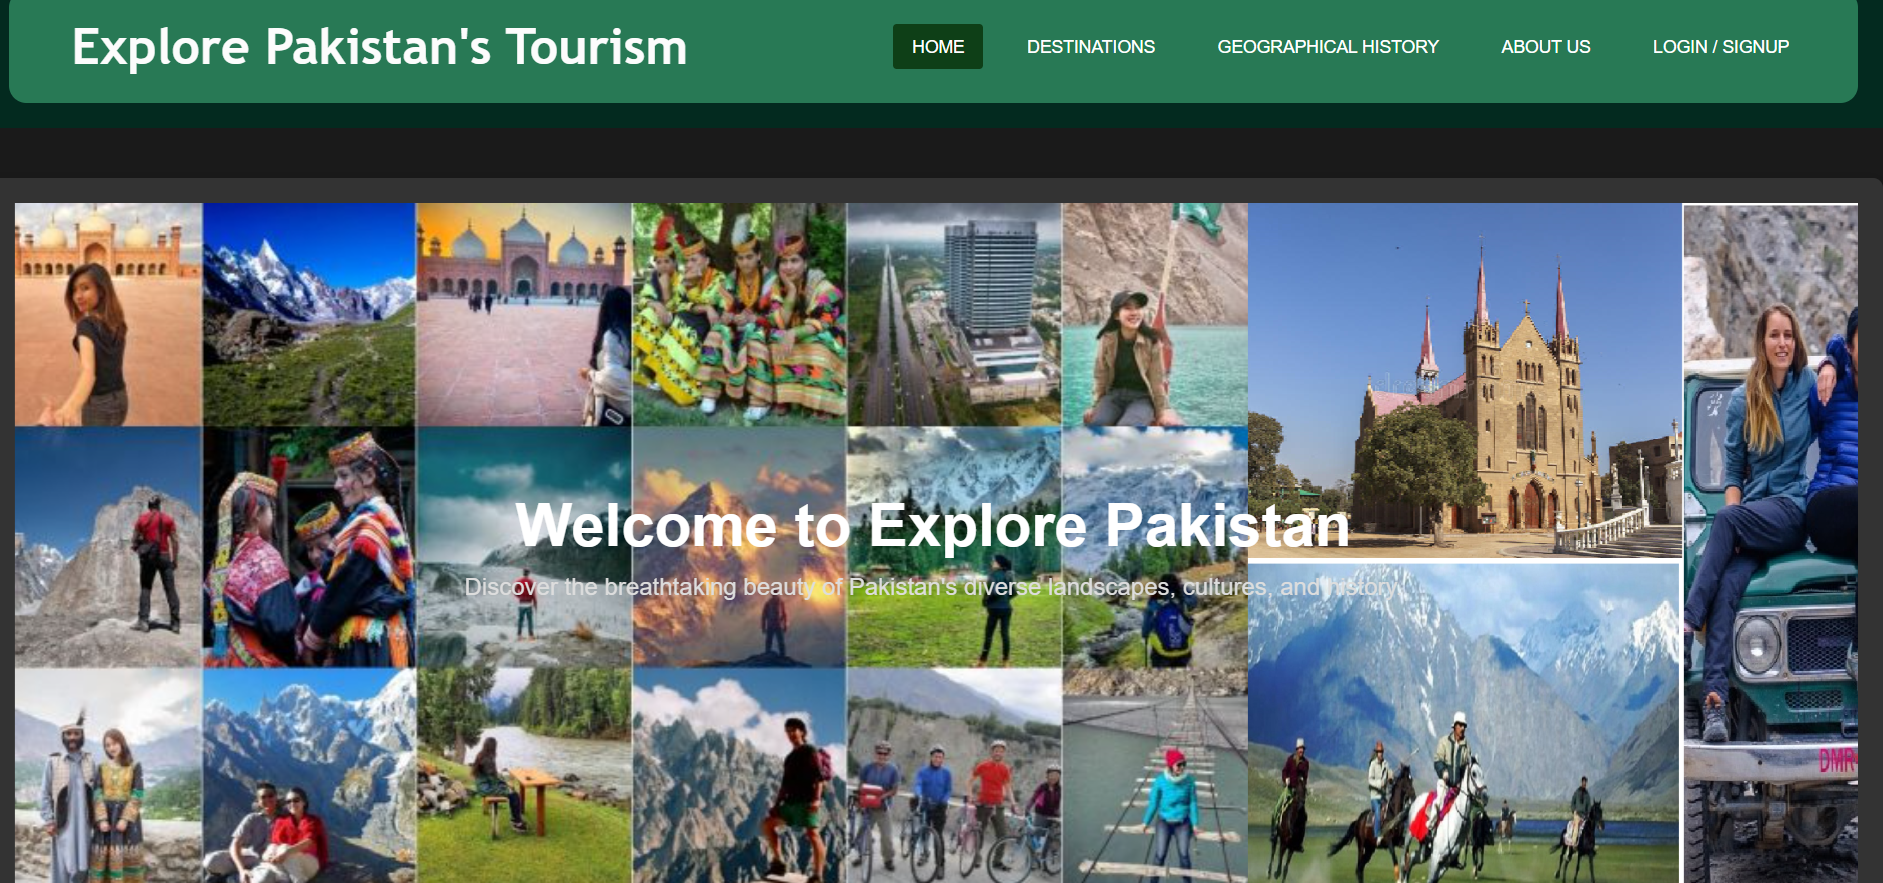 Explore Pakistan's Tourism
HOME DESTINATIONS GEOGRAPHICAL HISTORY ABOUT US LOGIN / SIGNUP
Welcome to Explore Pakistan
Discover the breathtaking beauty of Pakistan's diverse landscapes, cultures, and history.
DMR